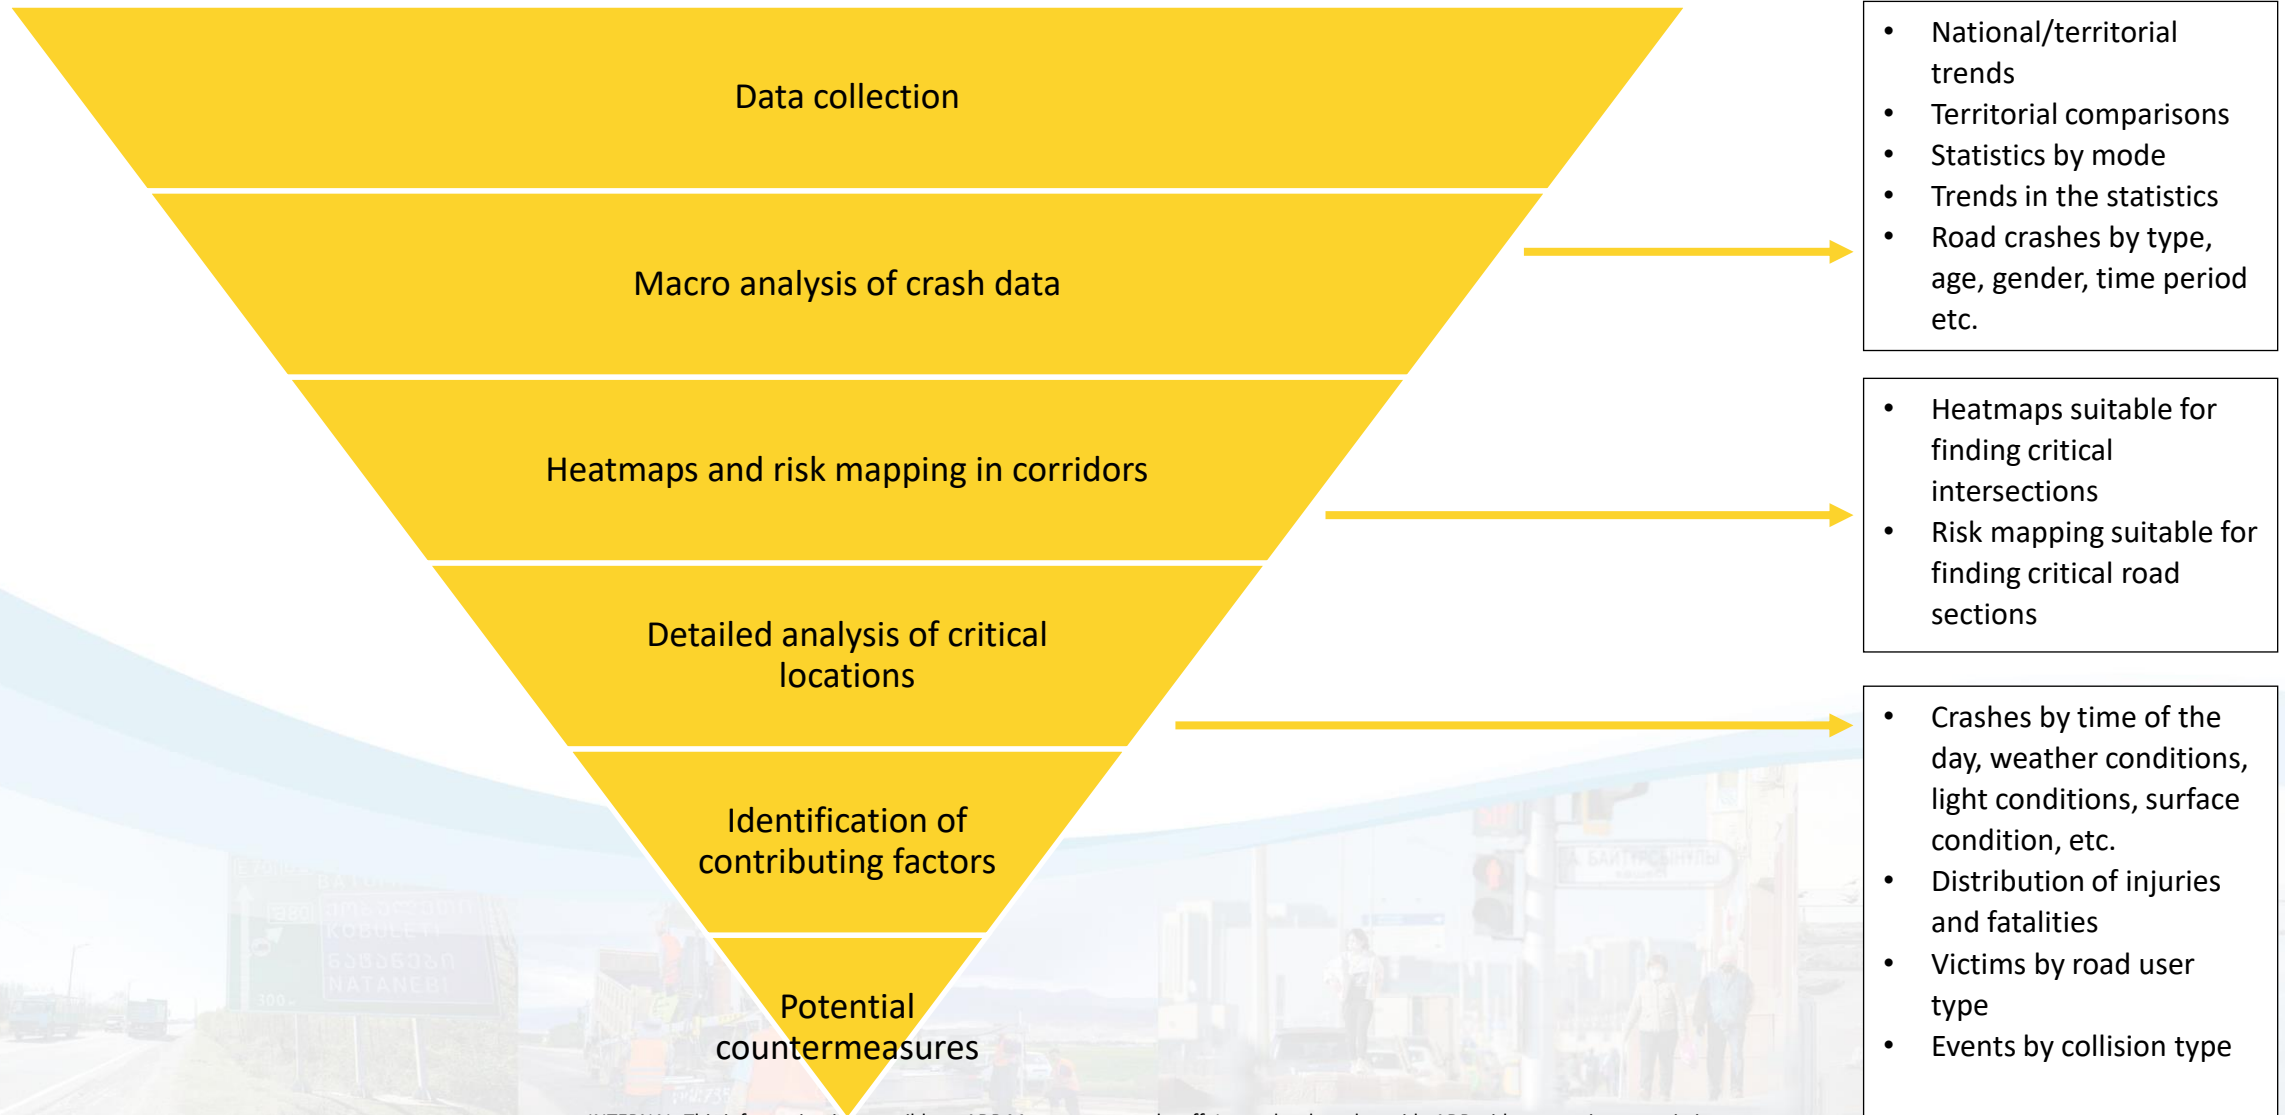 Data collection
Macro analysis of crash data
Heatmaps and risk mapping in corridors
Detailed analysis of critical
locations
Identification of
contributing factors
Potential
countermeasures
• National/territorial
trends
• Territorial comparisons
• Statistics by mode
• Trends in the statistics
• Road crashes by type,
age, gender, time period
etc.
• Heatmaps suitable for
finding critical
intersections
• Risk mapping suitable for
finding critical road
sections
• Crashes by time of the
day, weather conditions,
light conditions, surface
condition, etc.
• Distribution of injuries
and fatalities
• Victims by road user
type
• Events by collision type
KOBULETI
NATANEBI
300